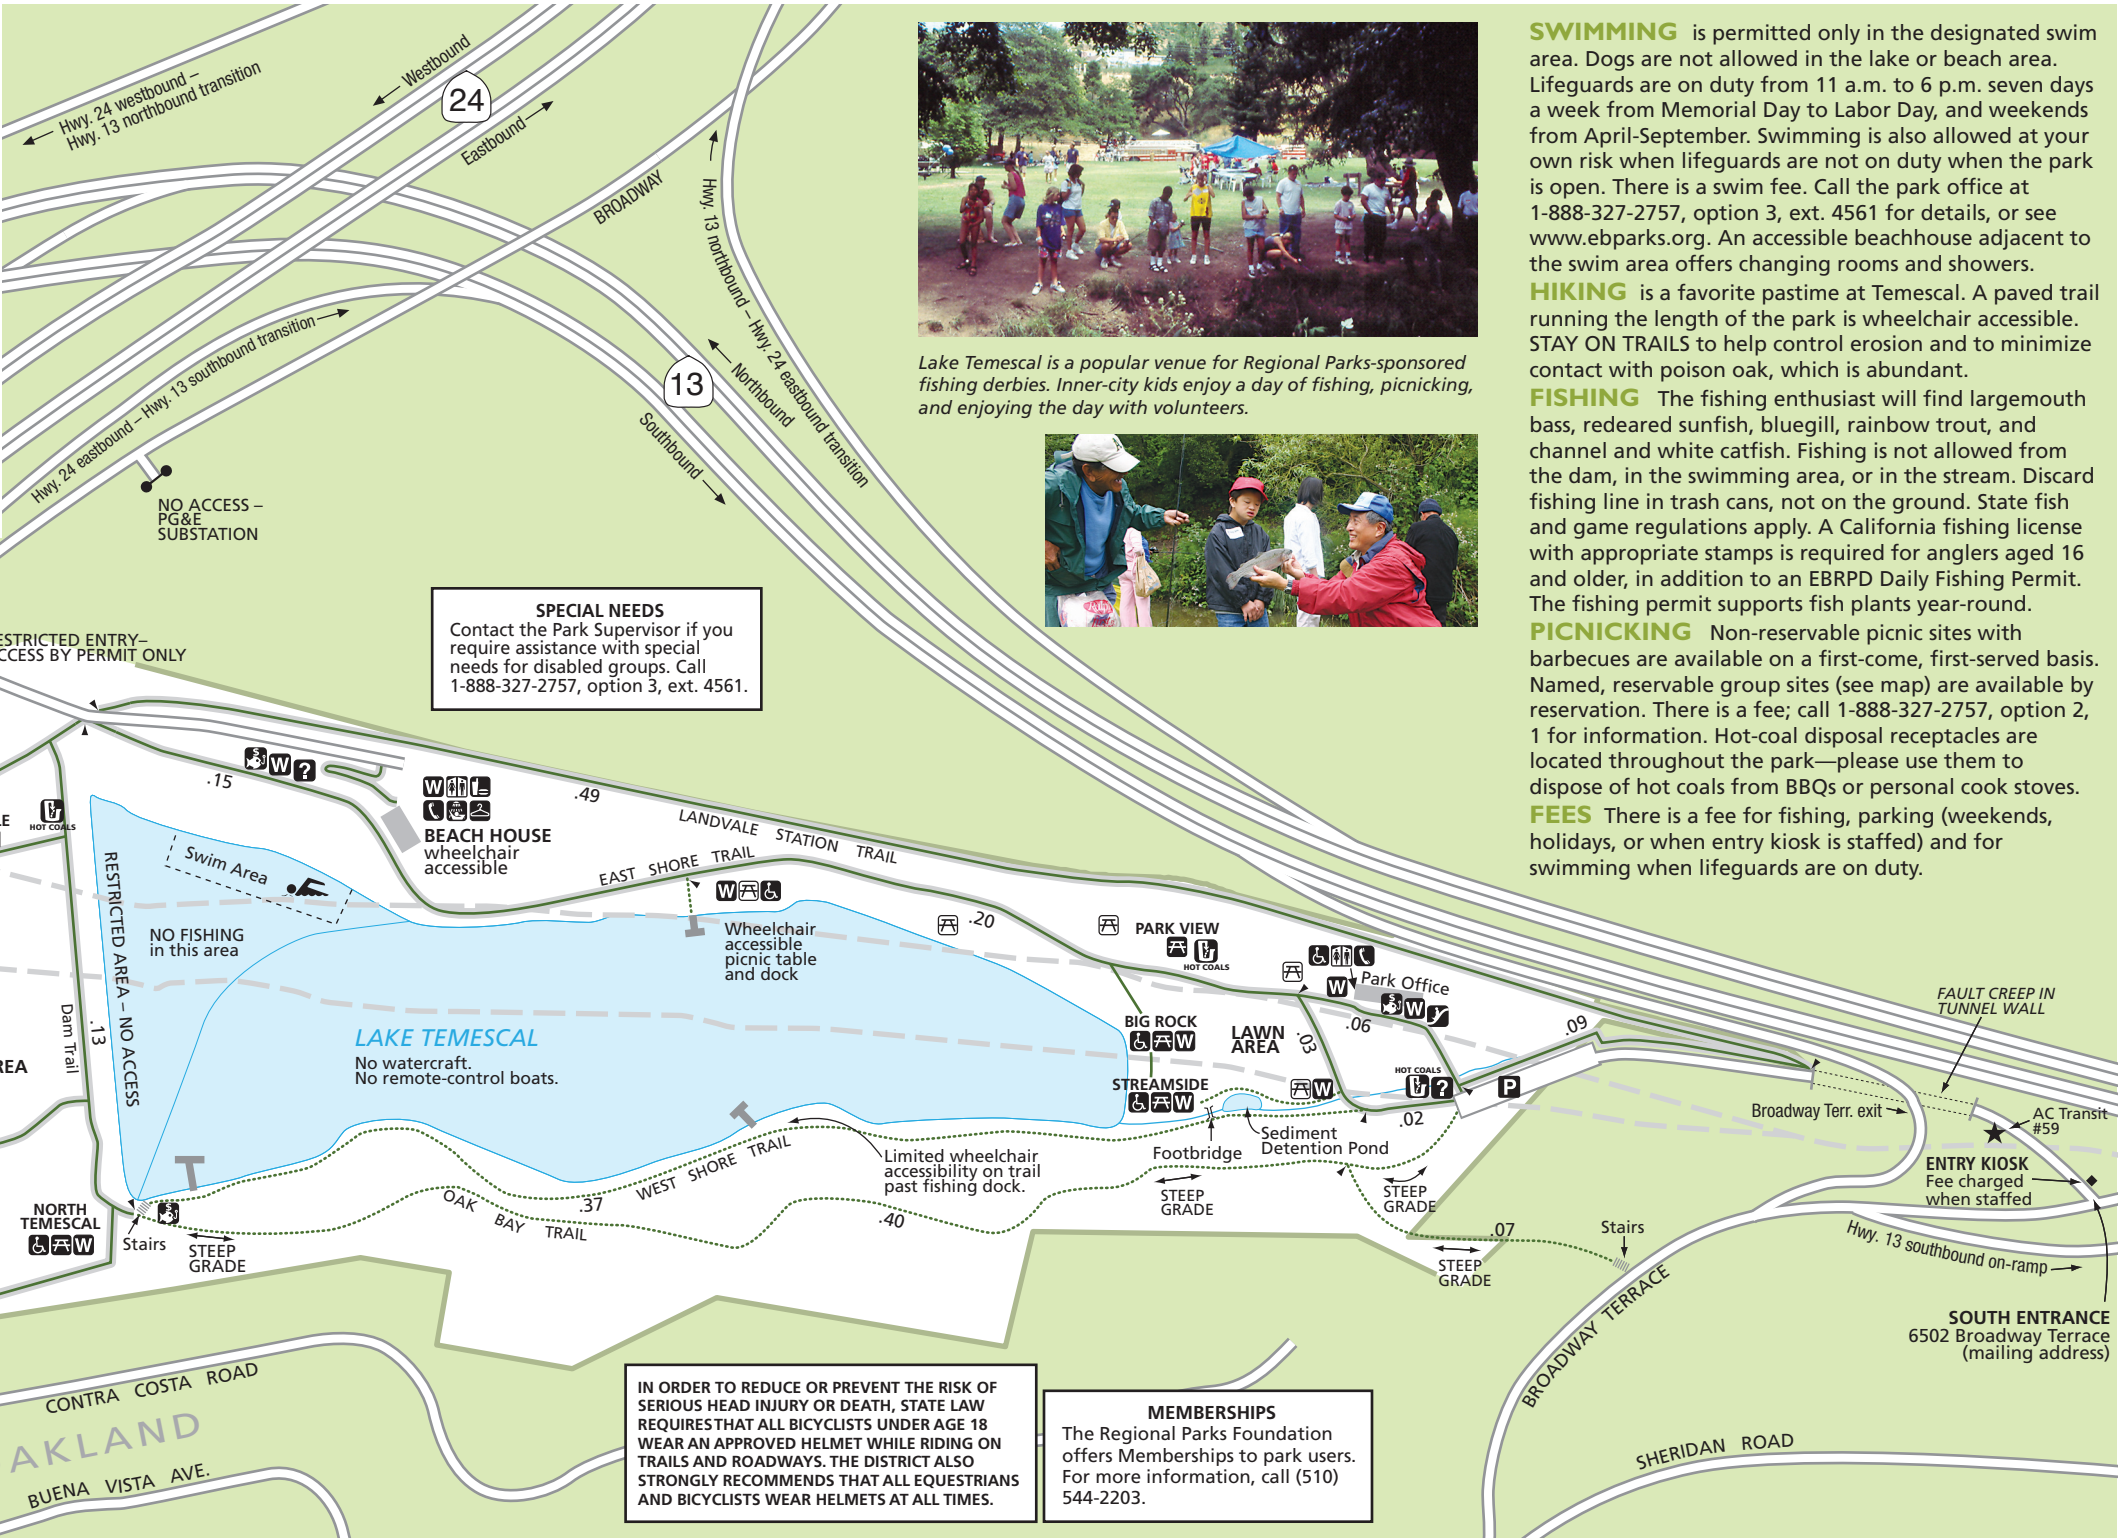 Hwy. 24 westbound –
Hwy. 13 northbound transition
Westbound
24
Eastbound
BROADWAY
Hwy. 13 northbound – Hwy. 24 eastbound transition
Hwy. 24 eastbound – Hwy. 13 southbound transition
13
Northbound
Southbound
NO ACCESS –
PG&E
SUBSTATION
Lake Temescal is a popular venue for Regional Parks-sponsored
fishing derbies. Inner-city kids enjoy a day of fishing, picnicking,
and enjoying the day with volunteers.
SWIMMING is permitted only in the designated swim
area. Dogs are not allowed in the lake or beach area.
Lifeguards are on duty from 11 a.m. to 6 p.m. seven days
a week from Memorial Day to Labor Day, and weekends
from April-September. Swimming is also allowed at your
own risk when lifeguards are not on duty when the park
is open. There is a swim fee. Call the park office at
1-888-327-2757, option 3, ext. 4561 for details, or see
www.ebparks.org. An accessible beachhouse adjacent to
the swim area offers changing rooms and showers.
HIKING is a favorite pastime at Temescal. A paved trail
running the length of the park is wheelchair accessible.
STAY ON TRAILS to help control erosion and to minimize
contact with poison oak, which is abundant.
FISHING The fishing enthusiast will find largemouth
bass, redeared sunfish, bluegill, rainbow trout, and
channel and white catfish. Fishing is not allowed from
the dam, in the swimming area, or in the stream. Discard
fishing line in trash cans, not on the ground. State fish
and game regulations apply. A California fishing license
with appropriate stamps is required for anglers aged 16
and older, in addition to an EBRPD Daily Fishing Permit.
The fishing permit supports fish plants year-round.
PICNICKING Non-reservable picnic sites with
barbecues are available on a first-come, first-served basis.
Named, reservable group sites (see map) are available by
reservation. There is a fee; call 1-888-327-2757, option 2,
1 for information. Hot-coal disposal receptacles are
located throughout the park—please use them to
dispose of hot coals from BBQs or personal cook stoves.
FEES There is a fee for fishing, parking (weekends,
holidays, or when entry kiosk is staffed) and for
swimming when lifeguards are on duty.
SPECIAL NEEDS
Contact the Park Supervisor if you
require assistance with special
needs for disabled groups. Call
1-888-327-2757, option 3, ext. 4561.
ESTRICTED ENTRY–
CCESS BY PERMIT ONLY
.15
W ?
W
BEACH HOUSE
wheelchair
accessible
.49
LANDVALE STATION TRAIL
EAST SHORE TRAIL
LE
HOT COALS
Swim Area
RESTRICTED AREA – NO ACCESS
NO FISHING
in this area
W
Wheelchair
accessible
picnic table
and dock
.20
PARK VIEW
HOT COALS
W
Park Office
W
.06
.03
.09
BIG ROCK
W
LAWN
AREA
STREAMSIDE
W
W
HOT COALS
?
P
.02
LAKE TEMESCAL
No watercraft.
No remote-control boats.
Dam Trail
.13
REA
FAULT CREEP IN
TUNNEL WALL
Broadway Terr. exit
AC Transit
#59
ENTRY KIOSK
Fee charged
when staffed
Footbridge
Sediment
Detention Pond
Limited wheelchair
accessibility on trail
past fishing dock.
WEST SHORE TRAIL
.37
OAK BAY TRAIL
.40
STEEP
GRADE
STEEP
GRADE
.07
STEEP
GRADE
Stairs
NORTH
TEMESCAL
W
Stairs
STEEP
GRADE
Hwy. 13 southbound on-ramp
SOUTH ENTRANCE
6502 Broadway Terrace
(mailing address)
BROADWAY TERRACE
SHERIDAN ROAD
CONTRA COSTA ROAD
AKLAND
BUENA VISTA AVE.
IN ORDER TO REDUCE OR PREVENT THE RISK OF
SERIOUS HEAD INJURY OR DEATH, STATE LAW
REQUIRES THAT ALL BICYCLISTS UNDER AGE 18
WEAR AN APPROVED HELMET WHILE RIDING ON
TRAILS AND ROADWAYS. THE DISTRICT ALSO
STRONGLY RECOMMENDS THAT ALL EQUESTRIANS
AND BICYCLISTS WEAR HELMETS AT ALL TIMES.
MEMBERSHIPS
The Regional Parks Foundation
offers Memberships to park users.
For more information, call (510)
544-2203.